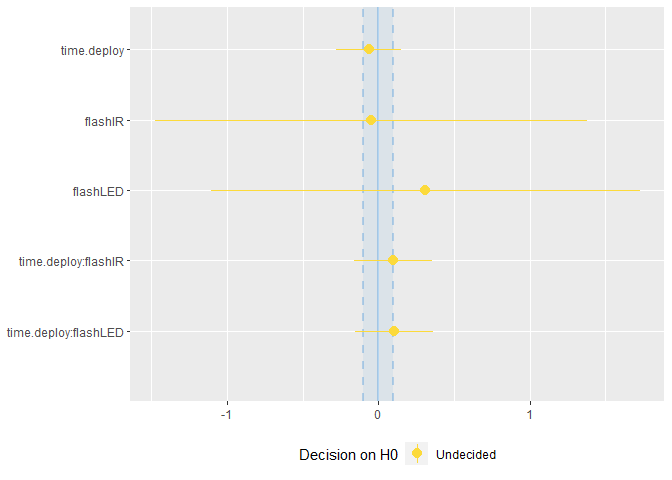 time.deploy
flashIR
flashLED
time.deploy:flashIR
time.deploy:flashLED
-1 0 1
Decision on H0 Undecided